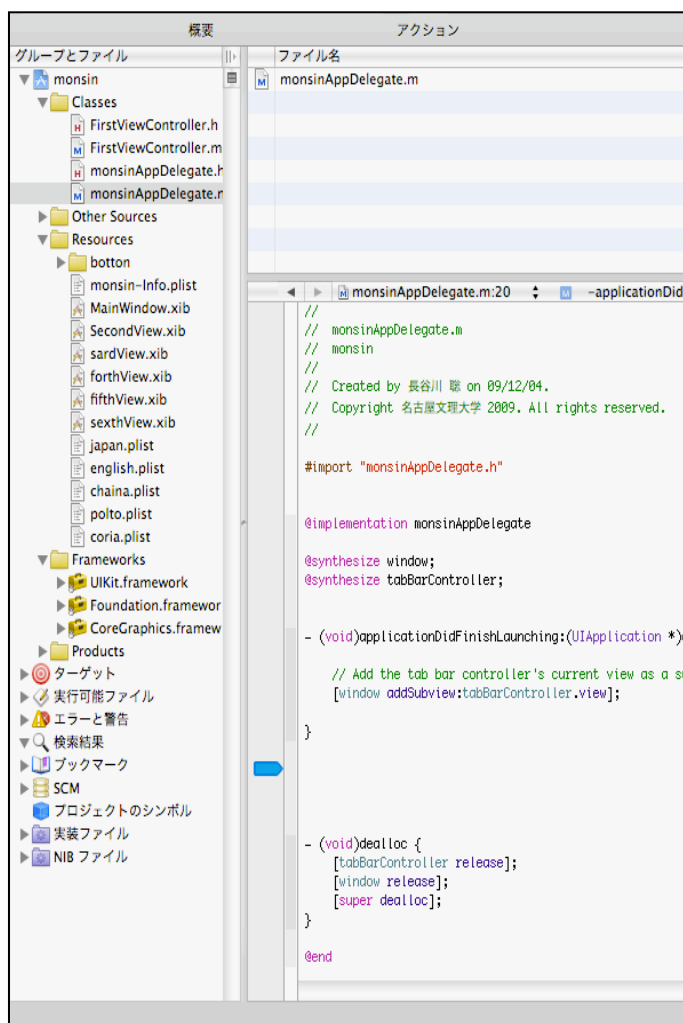 概要
アクション
グループとファイル
monsin
Classes
FirstViewController.h
FirstViewController.m
monsinAppDelegate.h
monsinAppDelegate.m
Other Sources
Resources
botton
monsin-Info.plist
MainWindow.xib
SecondView.xib
sardView.xib
forthView.xib
fifthView.xib
sexthView.xib
japan.plist
english.plist
chaina.plist
polto.plist
coria.plist
Frameworks
UIKit.framework
Foundation.framewor
CoreGraphics.framew
Products
ターゲット
実行可能ファイル
エラーと警告
検索結果
ブックマーク
SCM
プロジェクトのシンボル
実装ファイル
NIB ファイル
ファイル名
monsinAppDelegate.m
monsinAppDelegate.m:20 -applicationDid
//
// monsinAppDelegate.m
// monsin
//
// Created by 長谷川 聡 on 09/12/04.
// Copyright 名古屋文理大学 2009. All rights reserved.
//
#import "monsinAppDelegate.h"
@implementation monsinAppDelegate
@synthesize window;
@synthesize tabBarController;
- (void)applicationDidFinishLaunching:(UIApplication *)
// Add the tab bar controller's current view as a su
[window addSubview:tabBarController.view];
}
- (void)dealloc {
[tabBarController release];
[window release];
[super dealloc];
}
@end